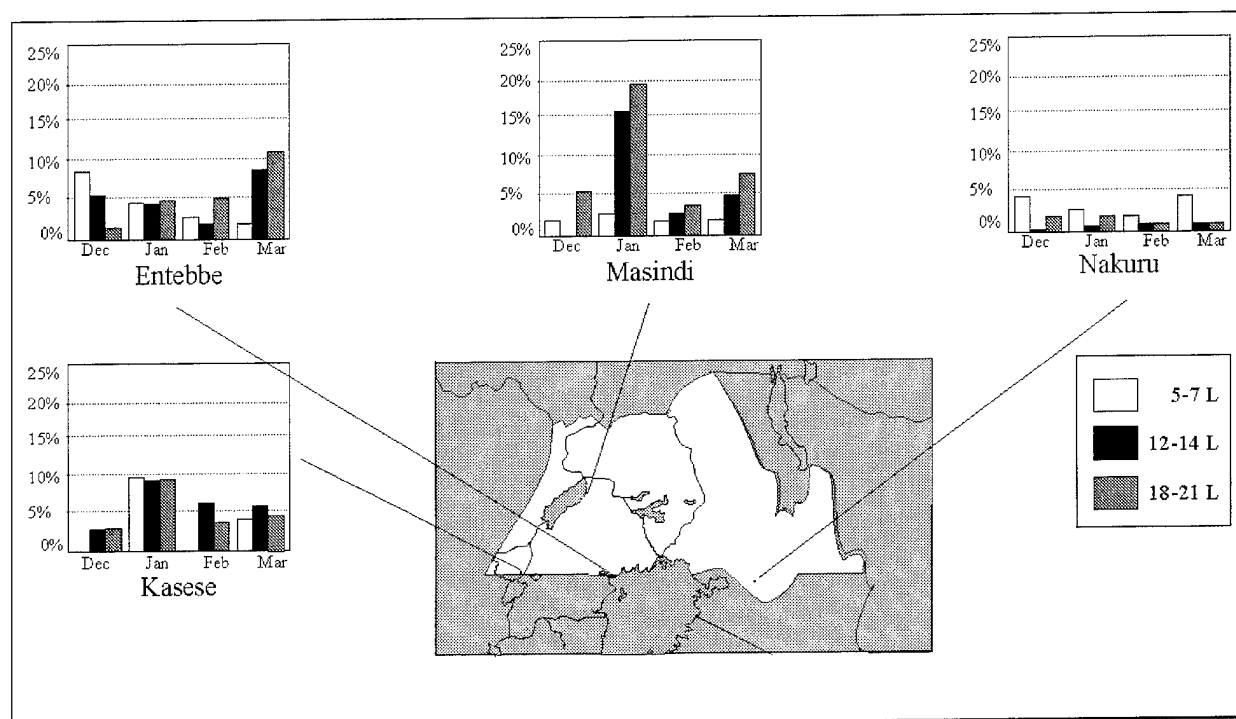 25%
20%
15%
10%
5%
0%
Dec Jan Feb Mar
Entebbe
25%
20%
15%
10%
5%
0%
Dec Jan Feb Mar
Masindi
25%
20%
15%
10%
5%
0%
Dec Jan Feb Mar
Nakuru
25%
20%
15%
10%
5%
0%
Dec Jan Feb Mar
Kasese
5-7 L
12-14 L
18-21 L